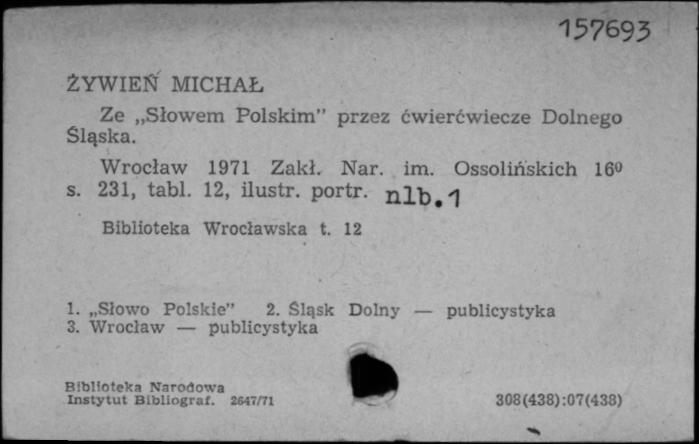 157693
ŻYWIEŃ MICHAŁ
Ze „Słowem Polskim” przez ćwierćwiecze Dolnego
Śląska.
Wrocław 1971 Zakł. Nar. im. Ossolińskich 16⁰
s. 231, tabl. 12, ilustr. portr. nlb.1
Biblioteka Wrocławska t. 12
1. „Słowo Polskie” 2. Śląsk Dolny — publicystyka
3. Wrocław — publicystyka
Biblioteka Narodowa
Instytut Bibliograf. 2647/71
308(438):07(438)